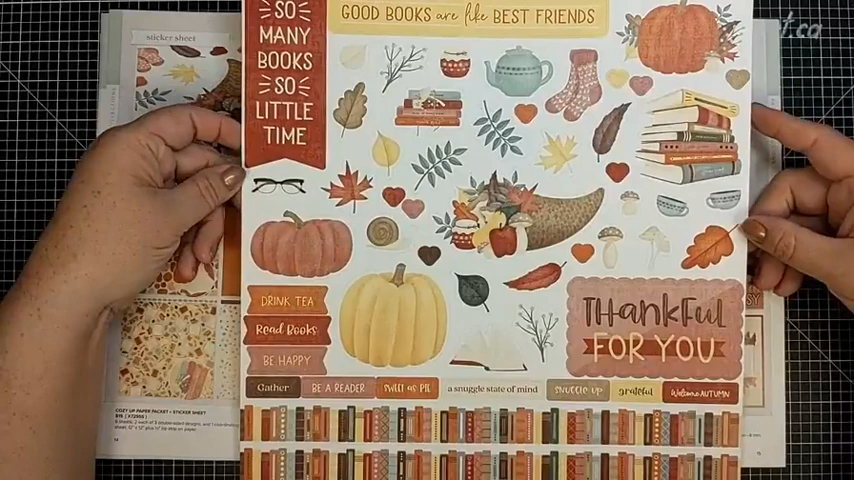 SO
MANY
BOOKS
SO
LITTLE
TIME
GOOD BOOKS are like BEST FRIENDS
sticker sheet
t.ca
DRINK TEA
Read Books
BE HAPPY
THankFUL
FOR YOU
Gather
BE A READER
SWEET AS PIE
a snuggle state of mind
SNUGGLE UP
grateful
Welcome AUTUMN
COZY UP PAPER PACKET + STICKER SHEET